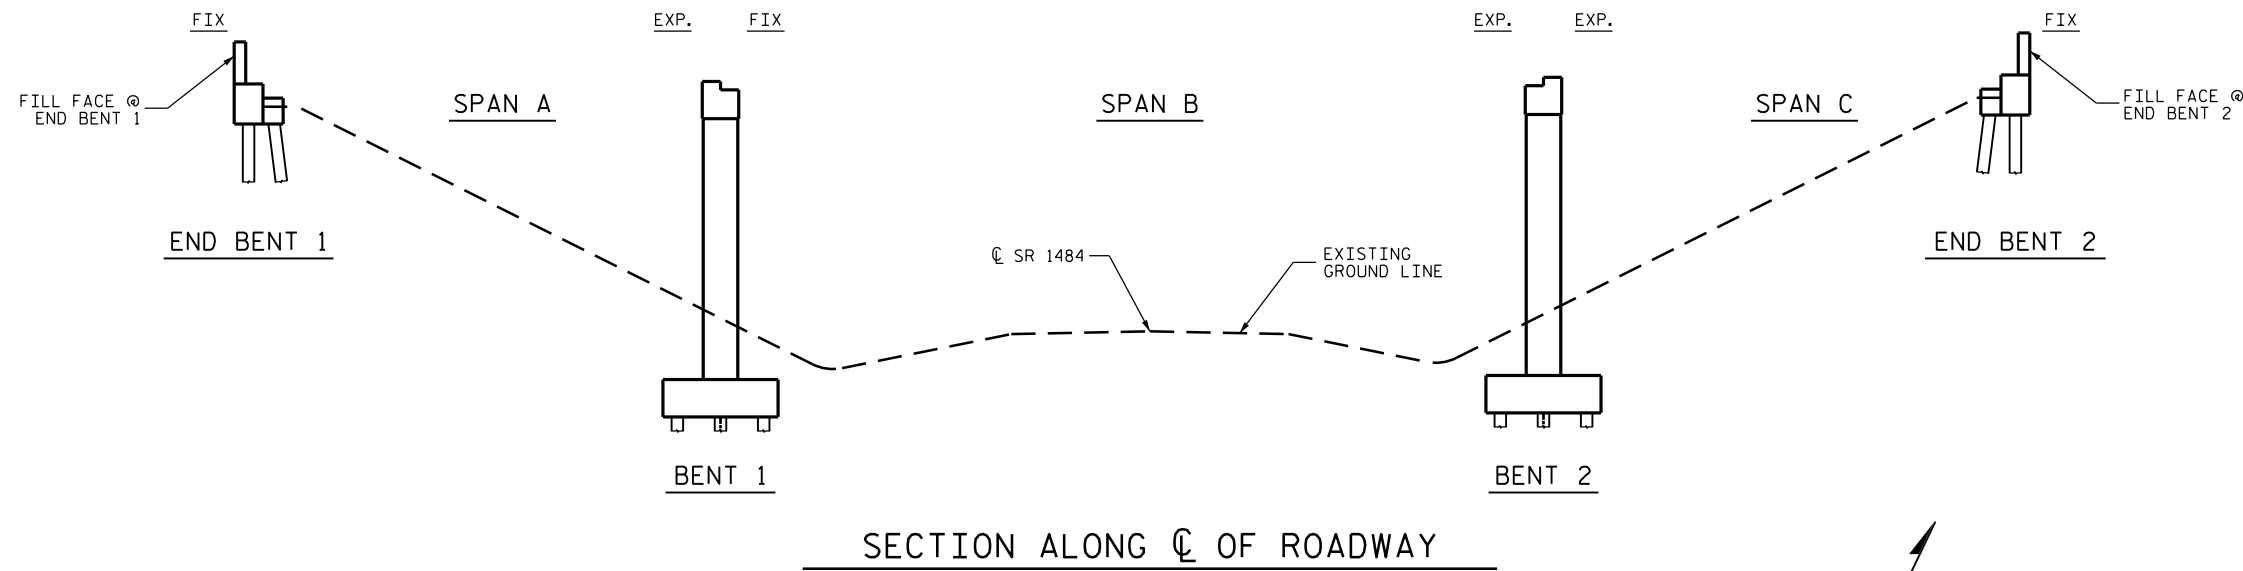 FIX
EXP.
FIX
EXP.
EXP.
FIX
FILL FACE @
END BENT 1
SPAN A
SPAN B
SPAN C
FILL FACE @
END BENT 2
END BENT 1
℄ SR 1484
EXISTING
GROUND LINE
END BENT 2
BENT 1
BENT 2
SECTION ALONG ℄ OF ROADWAY